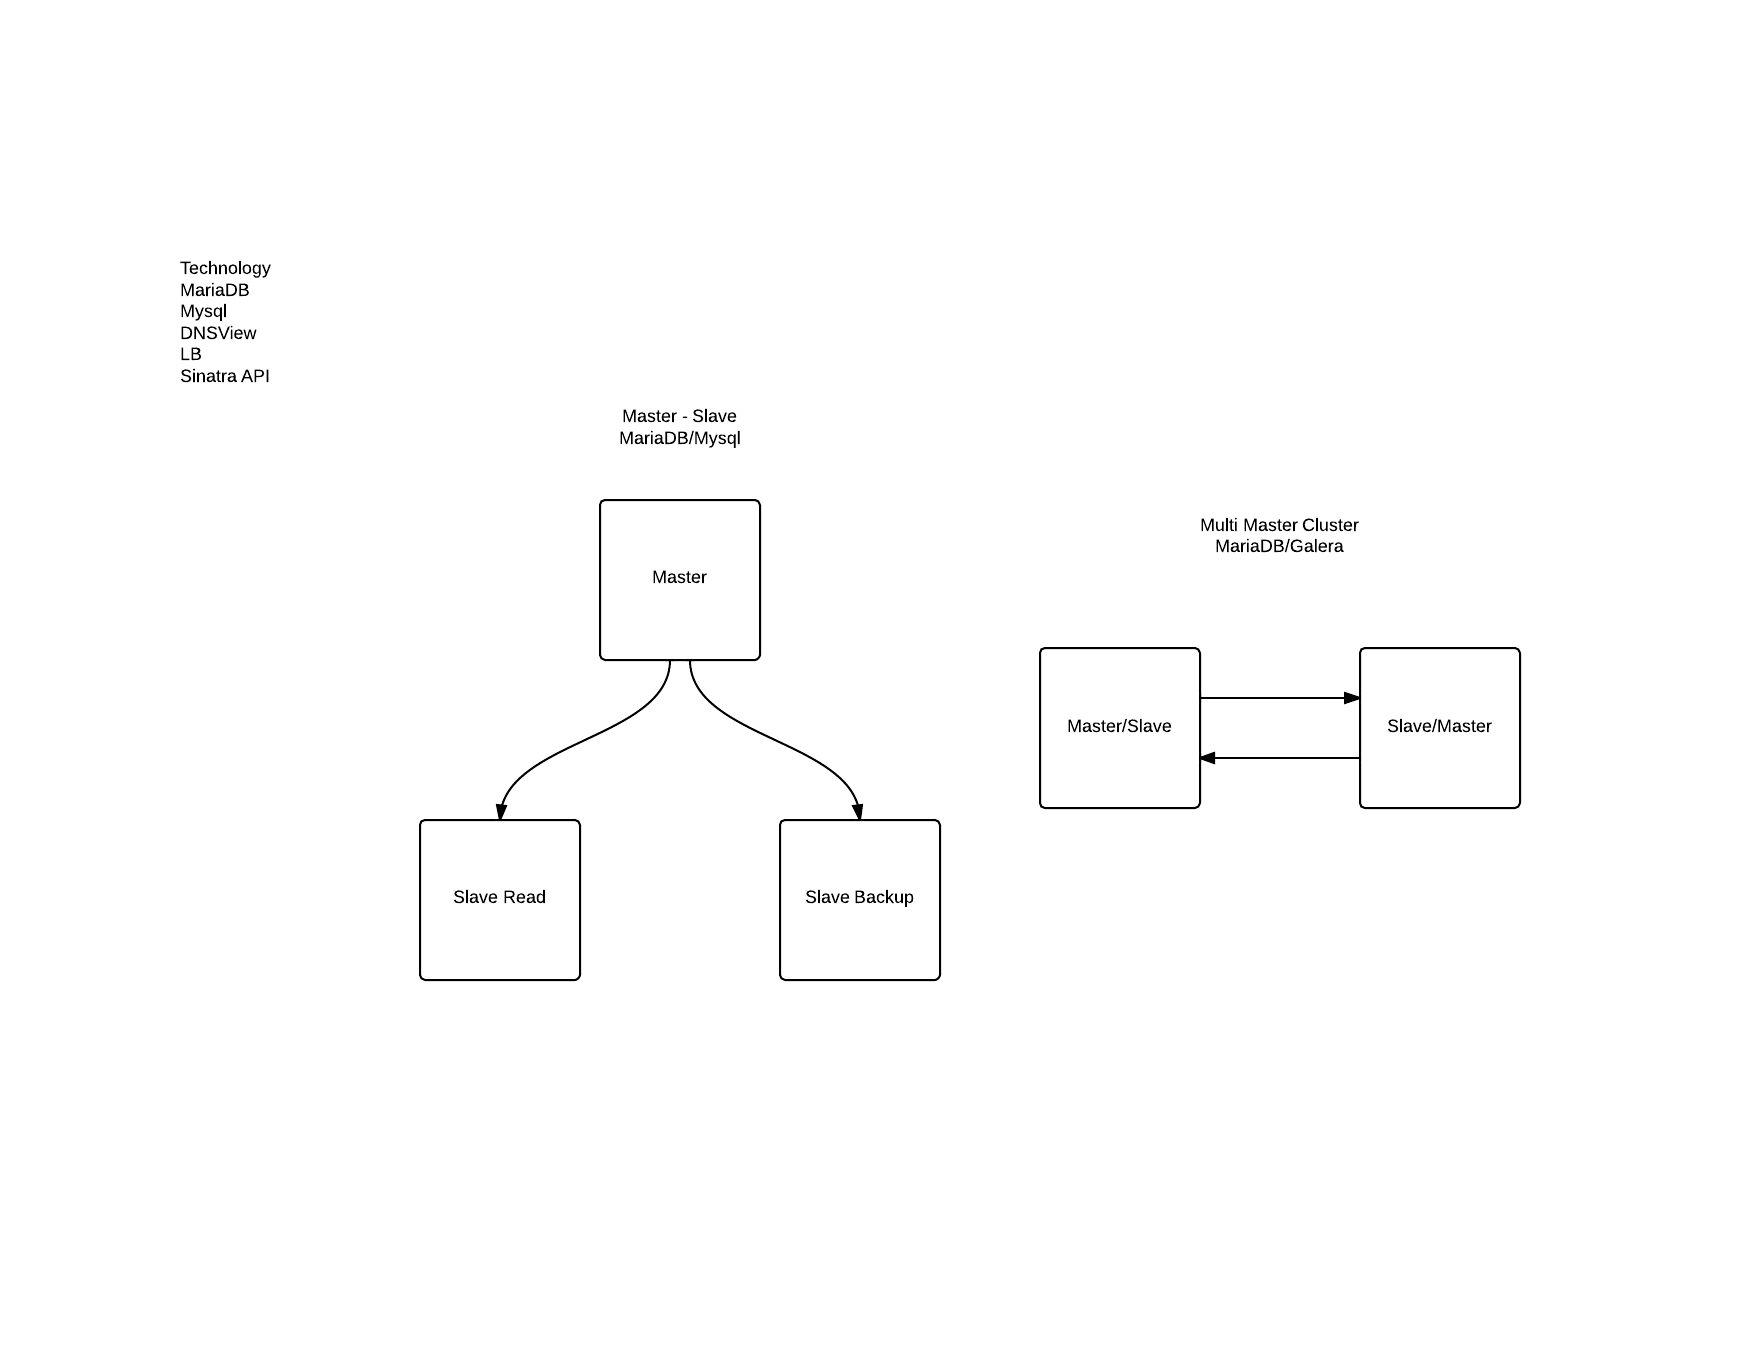 Technology
MariaDB
Mysql
DNSView
LB
Sinatra API
Master - Slave
MariaDB/Mysql
Master
Slave Read
Slave Backup
Multi Master Cluster
MariaDB/Galera
Master/Slave
Slave/Master